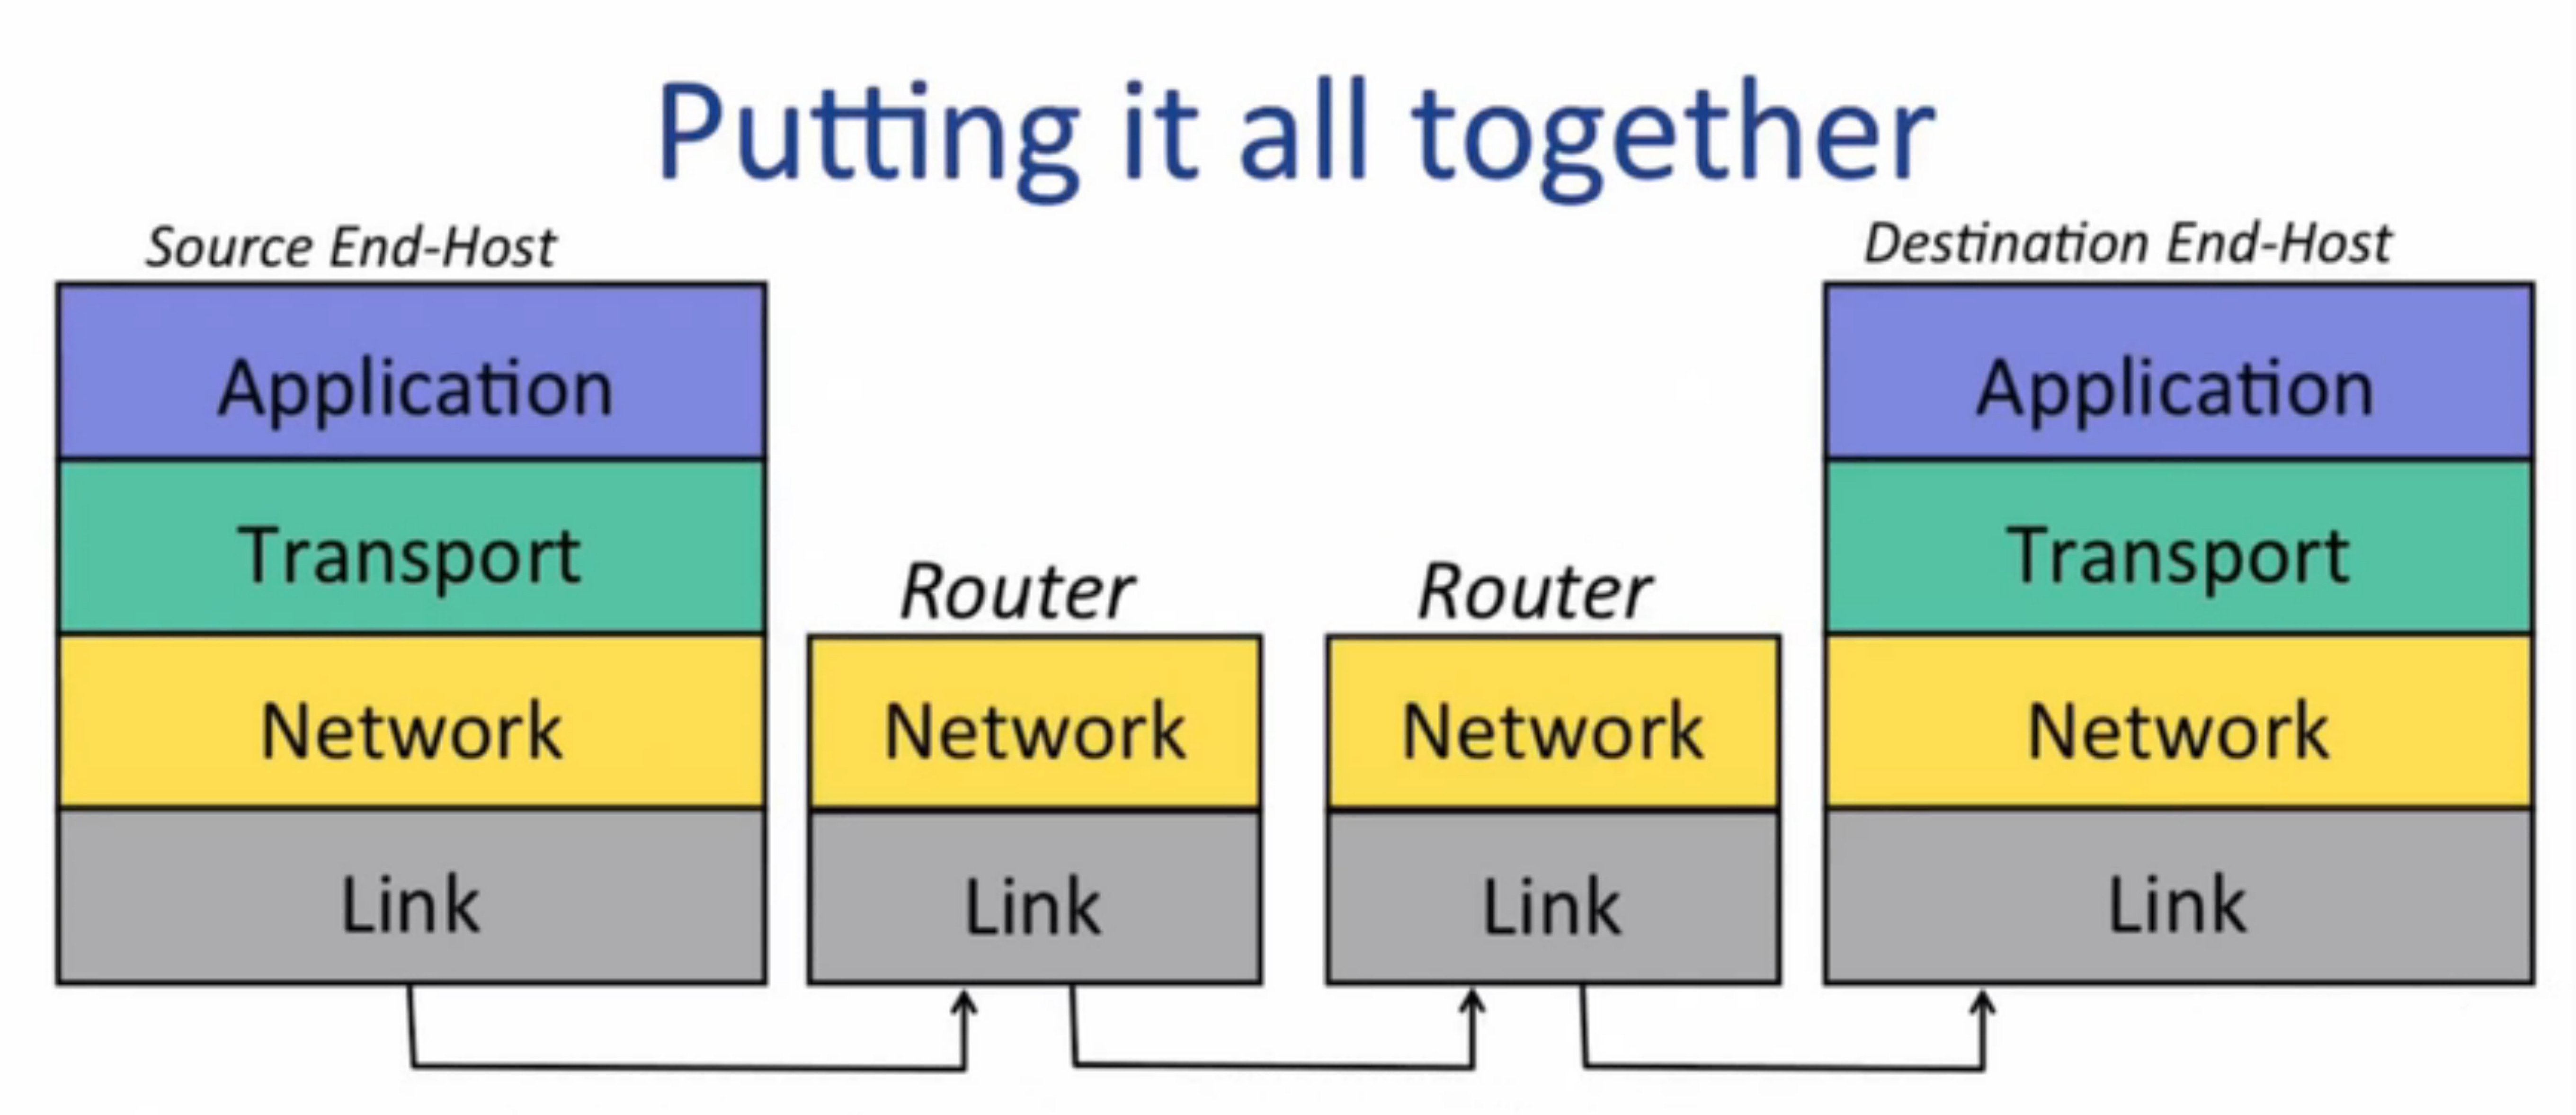 Putting it all together
Source End-Host
Destination End-Host
Application
Application
Transport
Transport
Router
Router
Network
Network
Network
Network
Link
Link
Link
Link